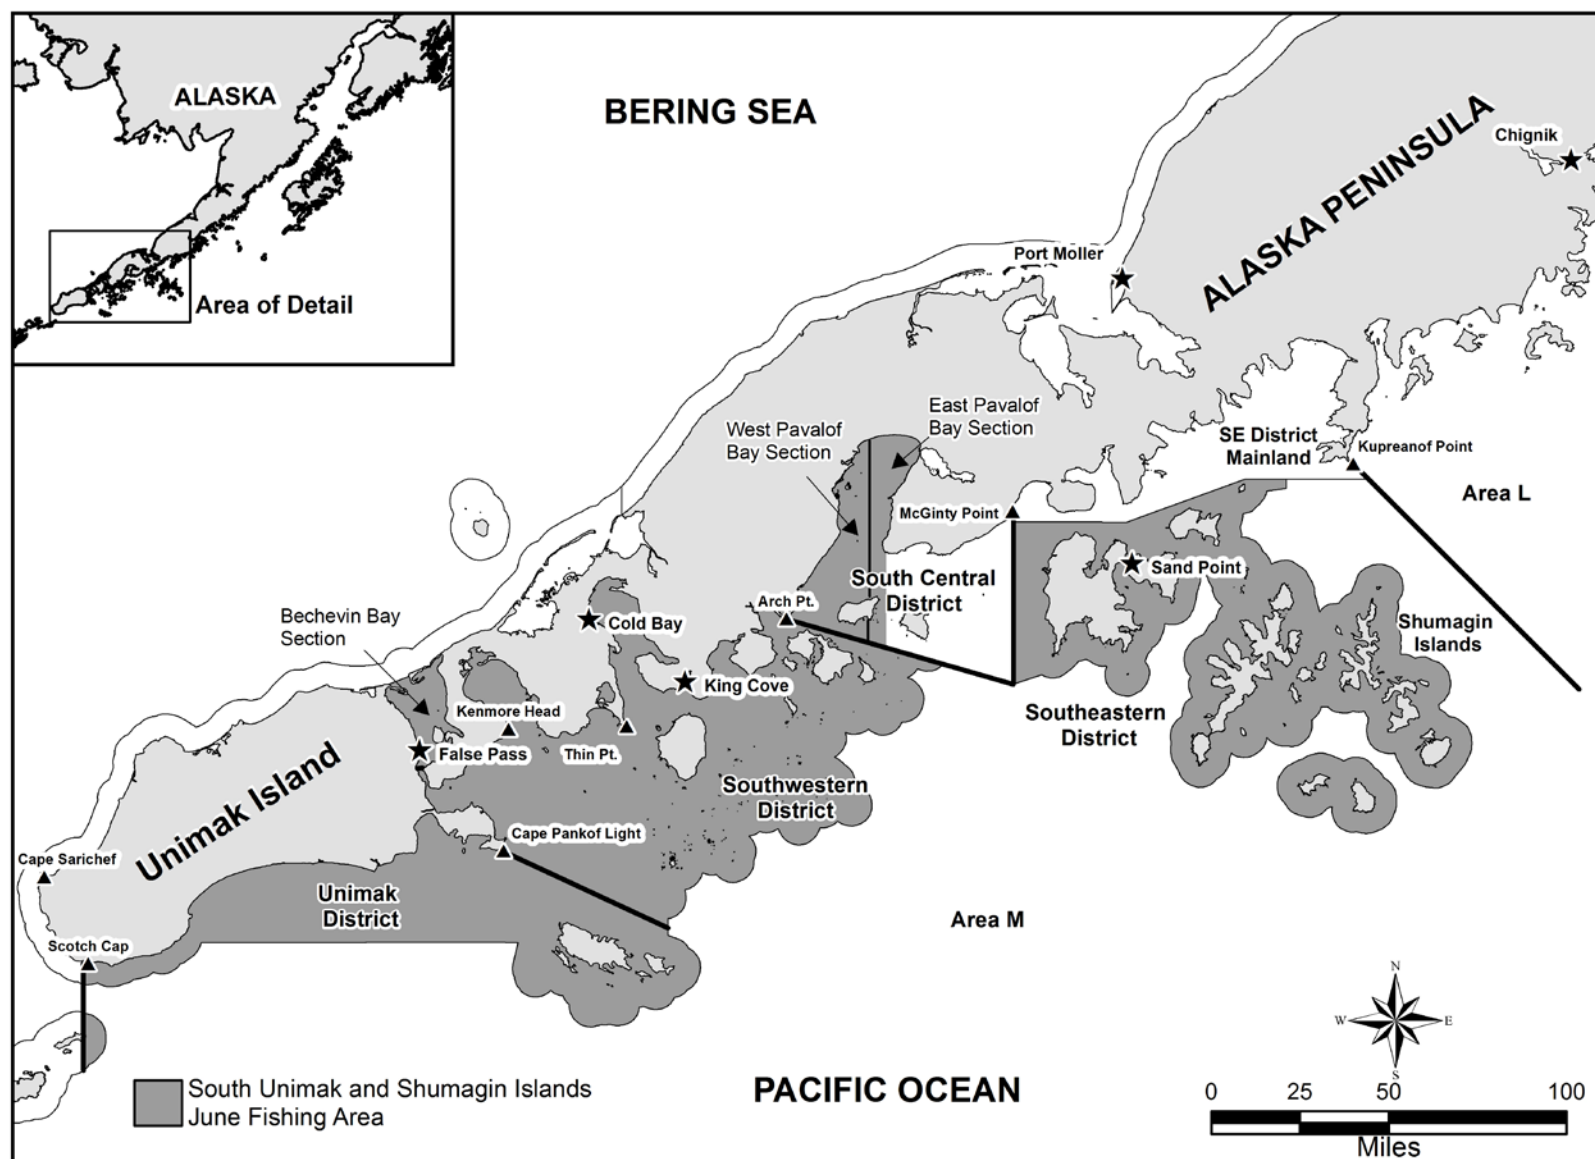 ALASKA
Area of Detail
BERING SEA
ALASKA PENINSULA
Chignik
Port Moller
East Pavalof
Bay Section
West Pavalof
Bay Section
SE District
Mainland
Kupreanof Point
Area L
McGinty Point
South Central
District
Sand Point
Arch Pt.
Bechevin Bay
Section
Cold Bay
Shumagin
Islands
King Cove
Kenmore Head
Southeastern
District
False Pass
Thin Pt.
Southwestern
District
Unimak Island
Cape Pankof Light
Cape Sarichef
Unimak
District
Area M
Scotch Cap
N
W
E
S
South Unimak and Shumagin Islands
June Fishing Area
PACIFIC OCEAN
0 25 50 100
Miles